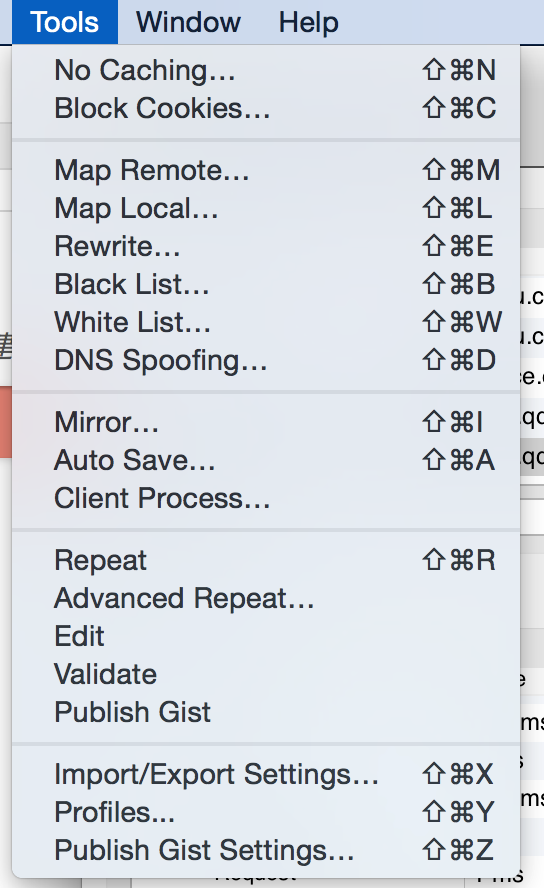 Tools Window Help
No Caching... ⇧⌘N
Block Cookies... ⇧⌘C
Map Remote... ⇧⌘M
Map Local... ⇧⌘L
Rewrite... ⇧⌘E
Black List... ⇧⌘B
White List... ⇧⌘W
DNS Spoofing... ⇧⌘D
Mirror... ⇧⌘I
Auto Save... ⇧⌘A
Client Process...
Repeat ⇧⌘R
Advanced Repeat...
Edit
Validate
Publish Gist
Import/Export Settings... ⇧⌘X
Profiles... ⇧⌘Y
Publish Gist Settings... ⇧⌘Z